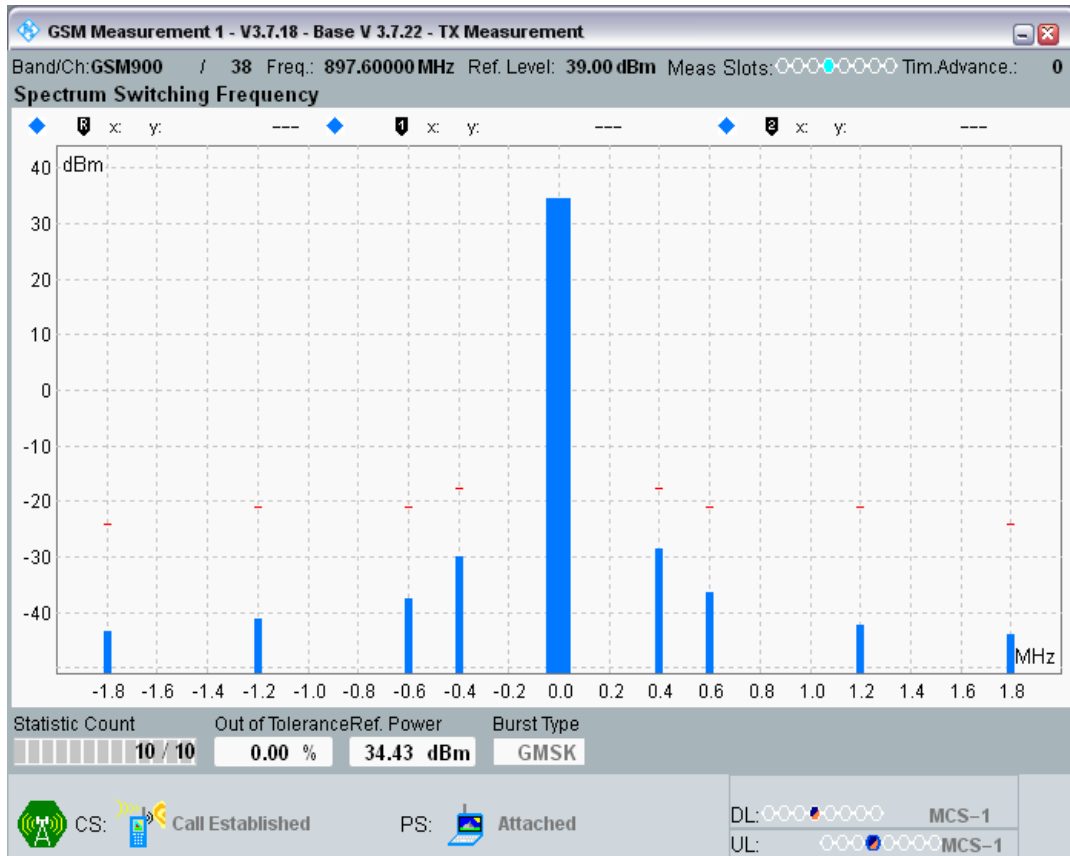 GSM Measurement 1 - V3.7.18 - Base V 3.7.22 - TX Measurement
Band/Ch:GSM900 / 38 Freq.: 897.60000 MHz Ref. Level: 39.00 dBm Meas Slots: Tim.Advance.: 0
Spectrum Switching Frequency
R x: y: --- 1 x: y: --- 2 x: y: ---
dBm
40
30
20
10
0
-10
-20
-30
-40
MHz
-1.8 -1.6 -1.4 -1.2 -1.0 -0.8 -0.6 -0.4 -0.2 0.0 0.2 0.4 0.6 0.8 1.0 1.2 1.4 1.6 1.8
Statistic Count Out of Tolerance Ref. Power Burst Type
10 / 10 0.00 % 34.43 dBm GMSK
CS: Call Established PS: Attached DL: MCS-1
UL: MCS-1